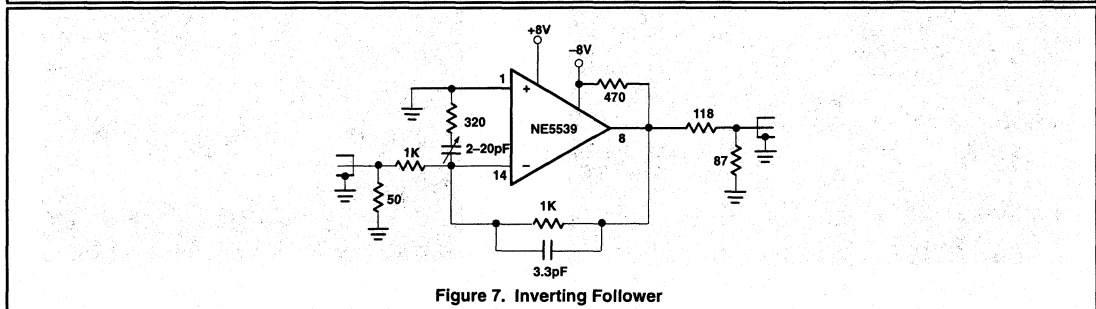 +8V
–8V
1
+
470
320
NE5539
118
8
2–20pF
1K
–
87
14
50
1K
3.3pF
Figure 7. Inverting Follower